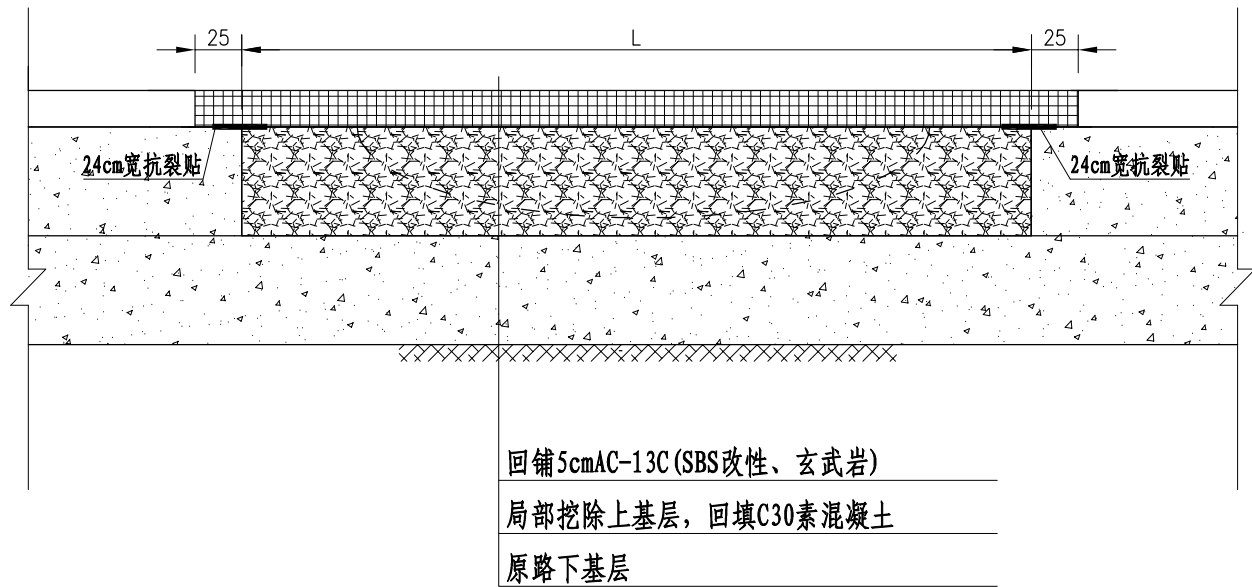 25 L 25
24cm宽抗裂贴 24cm宽抗裂贴
回铺5cmAC-13C(SBS改性、玄武岩)
局部挖除上基层，回填C30素混凝土
原路下基层